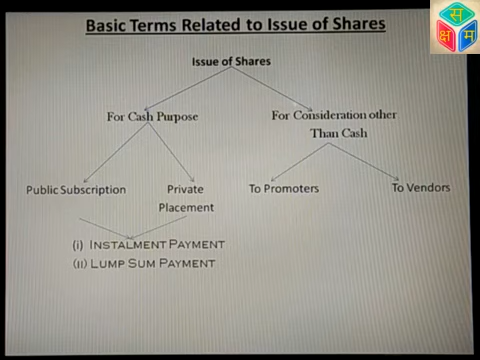 Basic Terms Related to Issue of Shares
स
क्ष म
Issue of Shares
For Cash Purpose
For Consideration other
Than Cash
Public Subscription
Private
Placement
To Promoters
To Vendors
(i) Instalment Payment
(ii) Lump Sum Payment